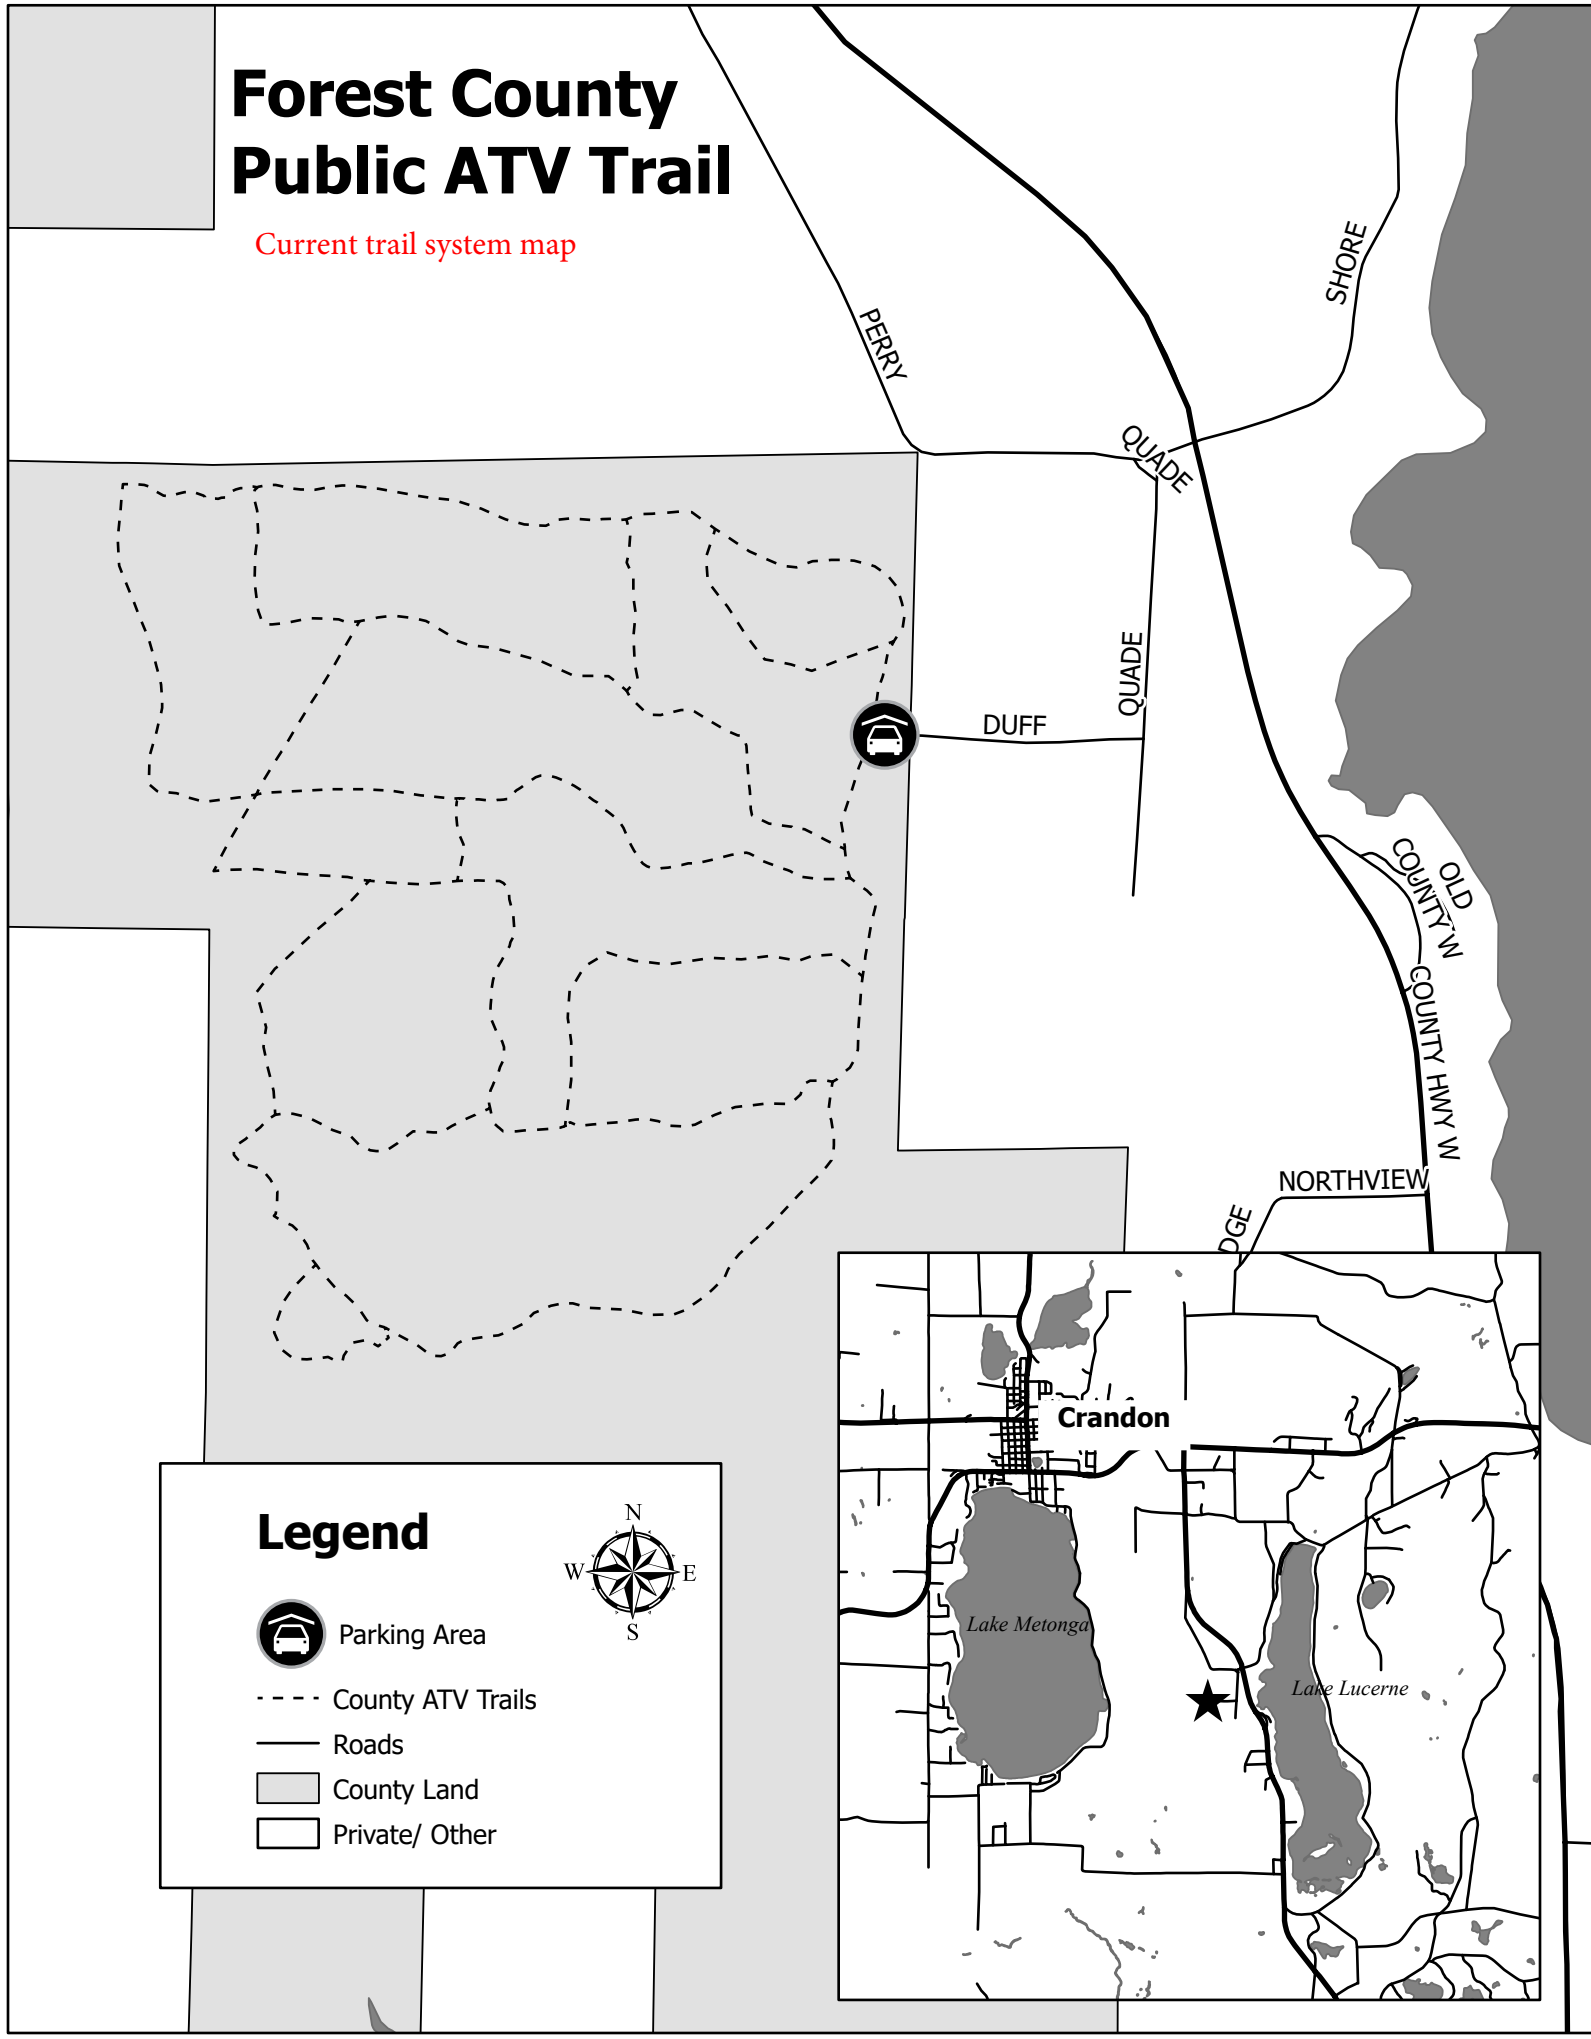 Forest County
Public ATV Trail
Current trail system map
PERRY
SHORE
QUADE
QUADE
DUFF
OLD
COUNTY W
COUNTY HWY W
NORTHVIEW
DGE
Crandon
Lake Metonga
Lake Lucerne
Legend
N
W
E
S
Parking Area
County ATV Trails
Roads
County Land
Private/ Other